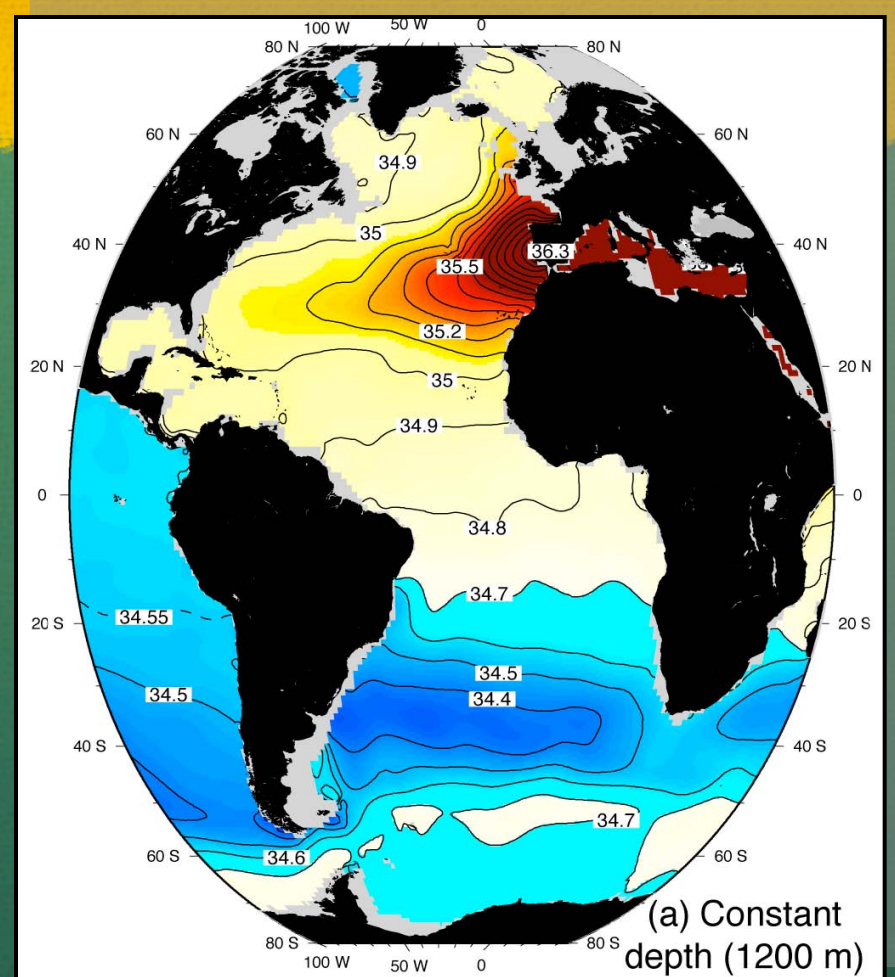 100 W 50 W 0
80 N 80 N
60 N 60 N
34.9
35
40 N 36.3 40 N
35.5
35.2
20 N 20 N
35
34.9
0 0
34.8
34.7
34.55
20 S 20 S
34.5
34.5
34.4
40 S 40 S
34.7
60 S 34.6 60 S
(a) Constant
depth (1200 m)
80 S 80 S
100 W 50 W 0